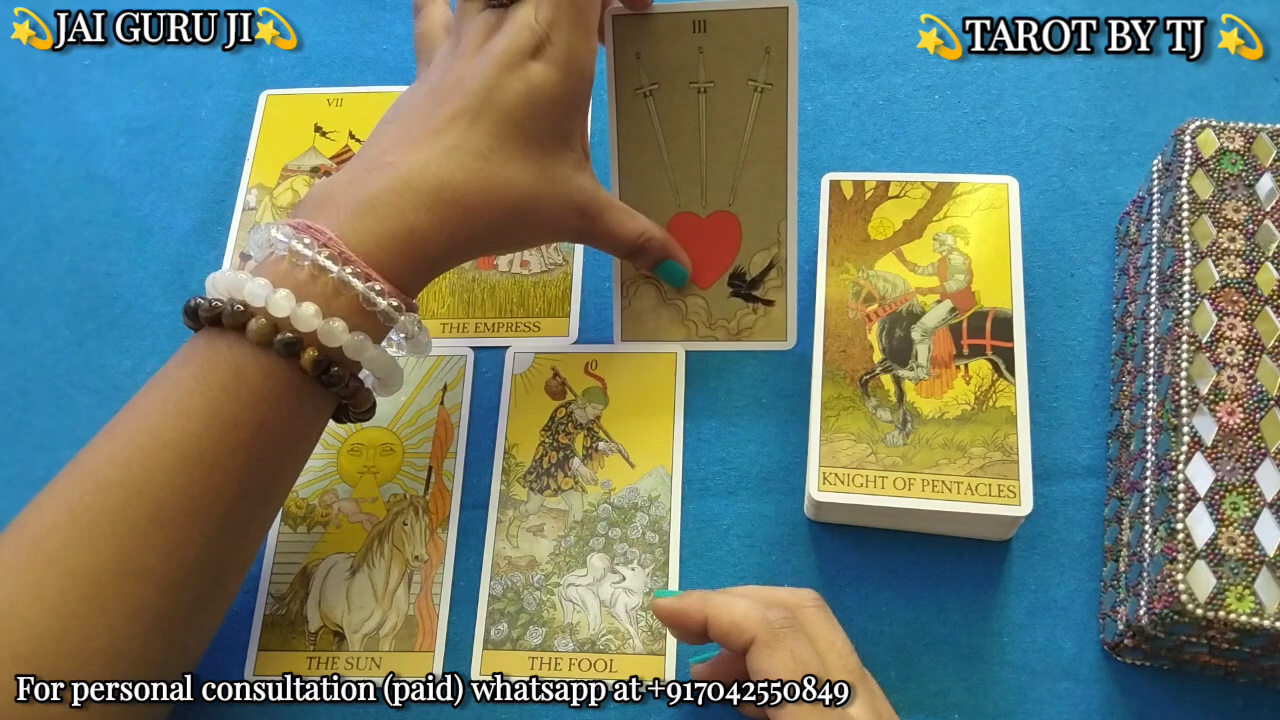 💫JAI GURU JI💫
💫TAROT BY TJ 💫
III
VII
THE EMPRESS
KNIGHT OF PENTACLES
0
THE SUN
THE FOOL
For personal consultation (paid) whatsapp at +917042550849